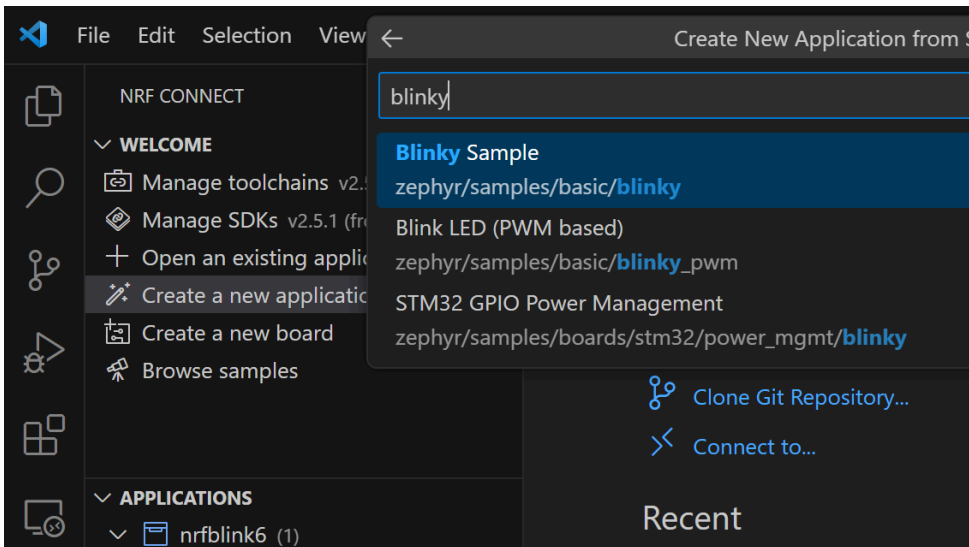 File Edit Selection View
Create New Application from
NRF CONNECT
blinky
WELCOME
Blinky Sample
Manage toolchains v2.
zephyr/samples/basic/blinky
Manage SDKs v2.5.1 (fr
Blink LED (PWM based)
Open an existing applic
zephyr/samples/basic/blinky_pwm
Create a new applicatic
STM32 GPIO Power Management
Create a new board
zephyr/samples/boards/stm32/power_mgmt/blinky
Browse samples
Clone Git Repository...
Connect to...
APPLICATIONS
Recent
nrfblink6 (1)